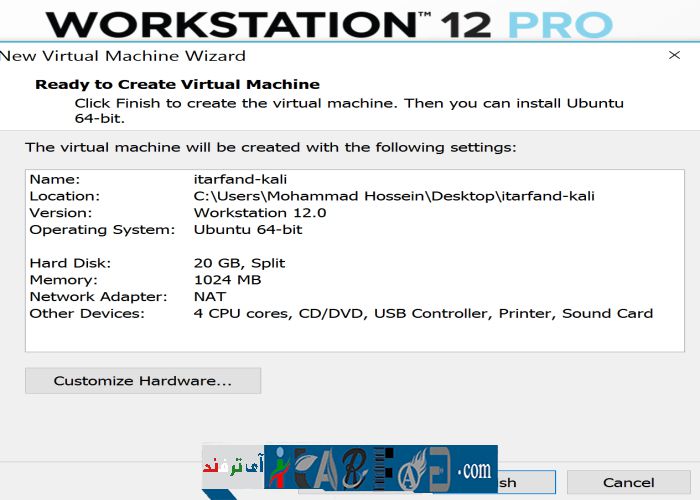 WORKSTATION™ 12 PRO
New Virtual Machine Wizard
Ready to Create Virtual Machine
Click Finish to create the virtual machine. Then you can install Ubuntu
64-bit.
The virtual machine will be created with the following settings:
Name: itarfand-kali
Location: C:\Users\Mohammad Hossein\Desktop\itarfand-kali
Version: Workstation 12.0
Operating System: Ubuntu 64-bit
Hard Disk: 20 GB, Split
Memory: 1024 MB
Network Adapter: NAT
Other Devices: 4 CPU cores, CD/DVD, USB Controller, Printer, Sound Card
Customize Hardware...
آی ترفند
.com
Cancel